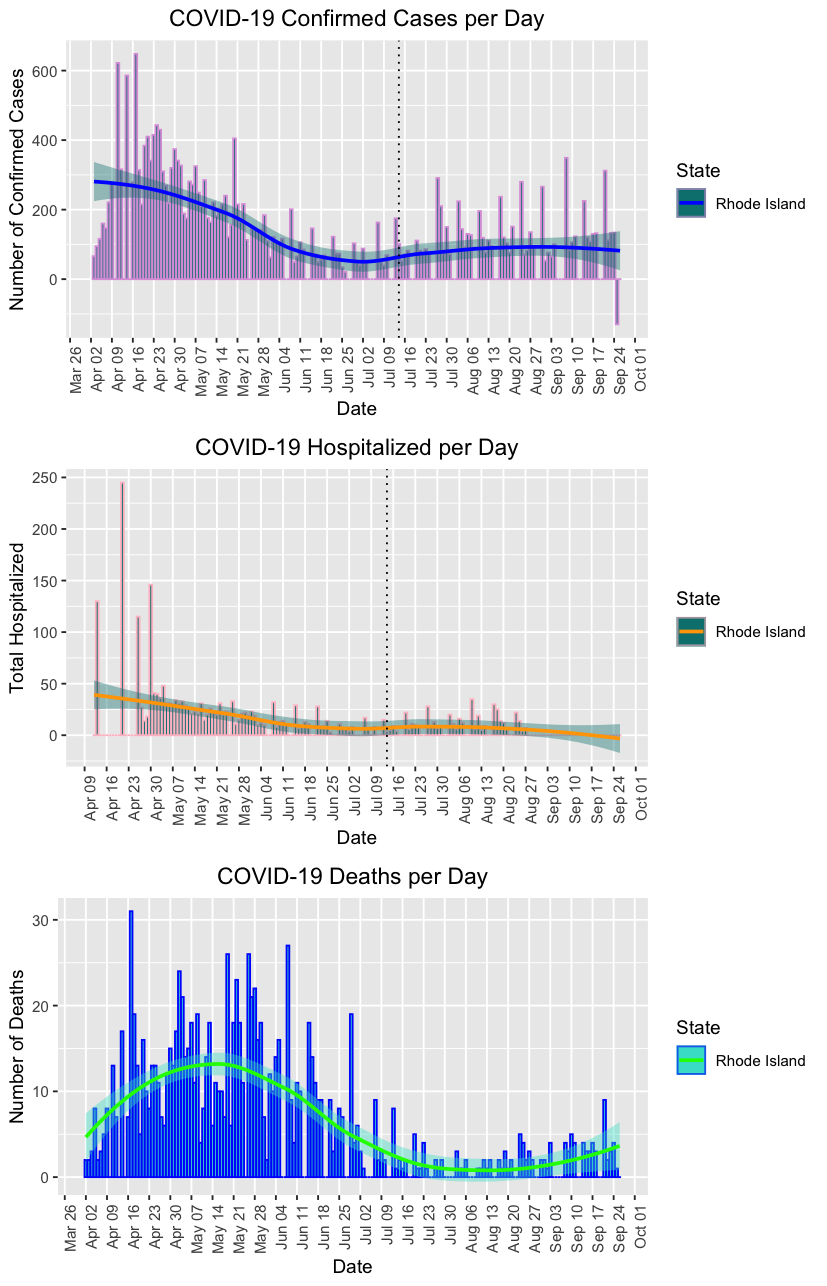 COVID-19 Confirmed Cases per Day
Number of Confirmed Cases
600
400
200
0
Mar 26
Apr 02
Apr 09
Apr 16
Apr 23
Apr 30
May 07
May 14
May 21
May 28
Jun 04
Jun 11
Jun 18
Jun 25
Jul 02
Jul 09
Jul 16
Jul 23
Jul 30
Aug 06
Aug 13
Aug 20
Aug 27
Sep 03
Sep 10
Sep 17
Sep 24
Oct 01
Date
State
Rhode Island
COVID-19 Hospitalized per Day
Total Hospitalized
250
200
150
100
50
0
Apr 09
Apr 16
Apr 23
Apr 30
May 07
May 14
May 21
May 28
Jun 04
Jun 11
Jun 18
Jun 25
Jul 02
Jul 09
Jul 16
Jul 23
Jul 30
Aug 06
Aug 13
Aug 20
Aug 27
Sep 03
Sep 10
Sep 17
Sep 24
Oct 01
Date
State
Rhode Island
COVID-19 Deaths per Day
Number of Deaths
30
20
10
0
Mar 26
Apr 02
Apr 09
Apr 16
Apr 23
Apr 30
May 07
May 14
May 21
May 28
Jun 04
Jun 11
Jun 18
Jun 25
Jul 02
Jul 09
Jul 16
Jul 23
Jul 30
Aug 06
Aug 13
Aug 20
Aug 27
Sep 03
Sep 10
Sep 17
Sep 24
Oct 01
Date
State
Rhode Island